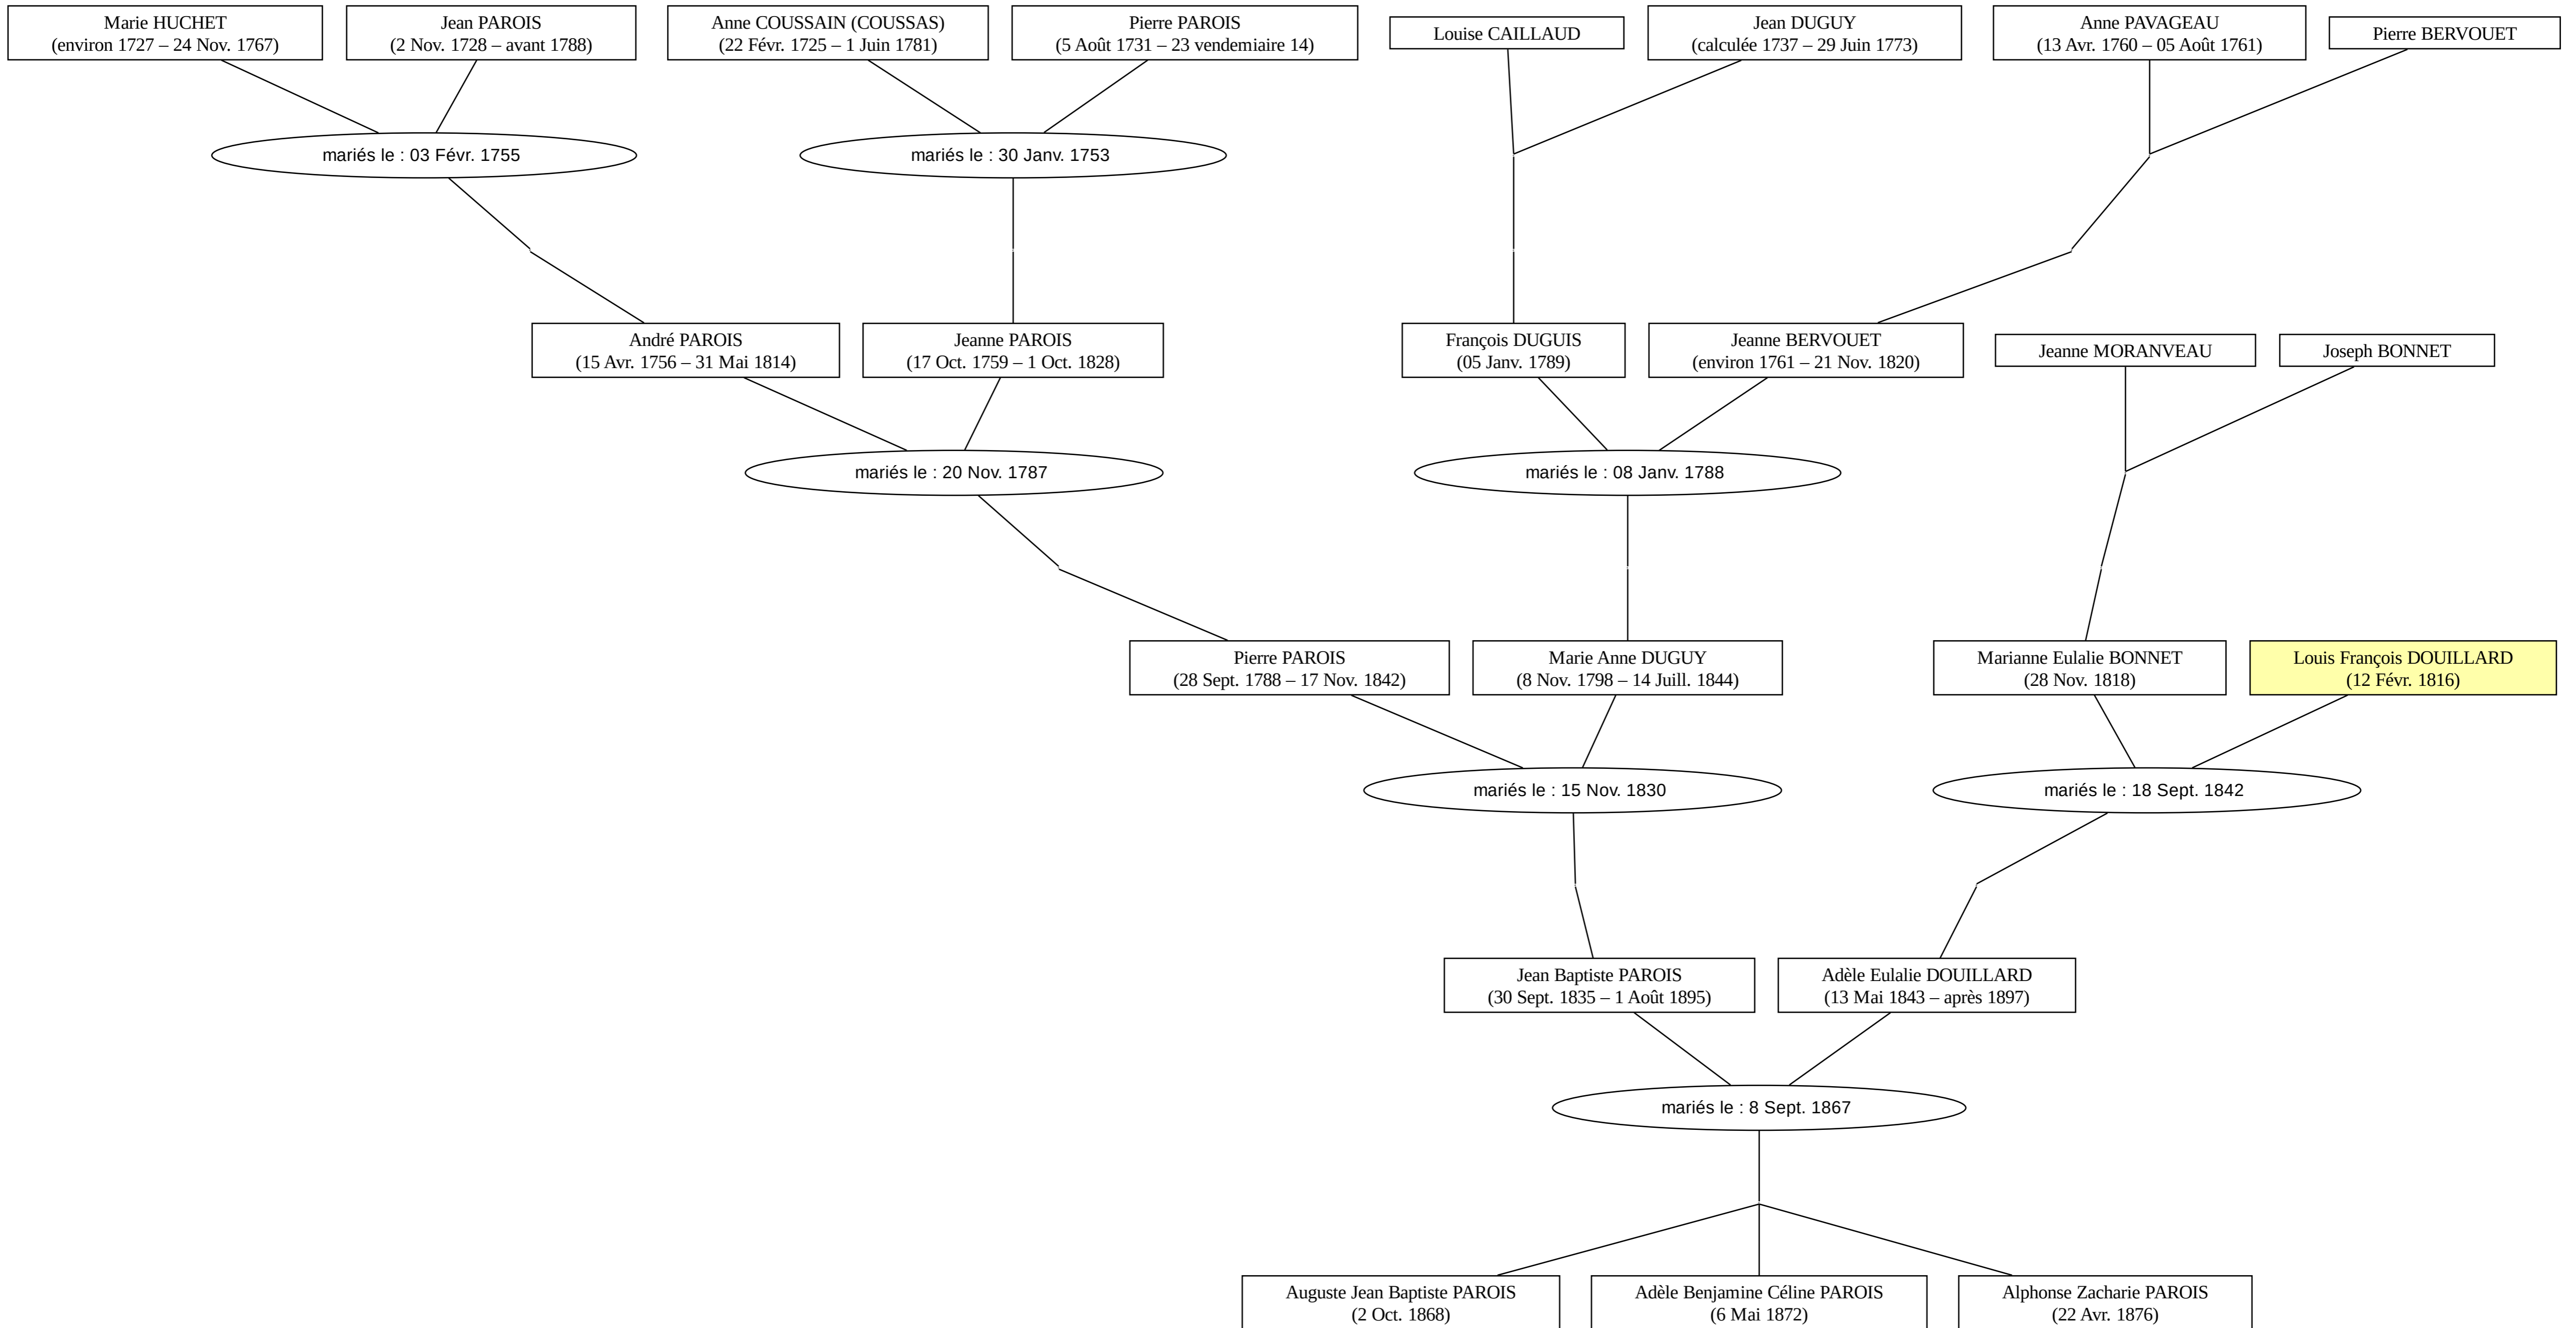 Marie HUCHET
(environ 1727 – 24 Nov. 1767)
Jean PAROIS
(2 Nov. 1728 – avant 1788)
Anne COUSSAIN (COUSSAS)
(22 Févr. 1725 – 1 Juin 1781)
Pierre PAROIS
(5 Août 1731 – 23 vendemiaire 14)
Louise CAILLAUD
Jean DUGUY
(calculée 1737 – 29 Juin 1773)
Anne PAVAGEAU
(13 Avr. 1760 – 05 Août 1761)
Pierre BERVOUET
mariés le : 03 Févr. 1755
mariés le : 30 Janv. 1753
André PAROIS
(15 Avr. 1756 – 31 Mai 1814)
Jeanne PAROIS
(17 Oct. 1759 – 1 Oct. 1828)
François DUGUIS
(05 Janv. 1789)
Jeanne BERVOUET
(environ 1761 – 21 Nov. 1820)
Jeanne MORANVEAU
Joseph BONNET
mariés le : 20 Nov. 1787
mariés le : 08 Janv. 1788
Pierre PAROIS
(28 Sept. 1788 – 17 Nov. 1842)
Marie Anne DUGUY
(8 Nov. 1798 – 14 Juill. 1844)
Marianne Eulalie BONNET
(28 Nov. 1818)
Louis François DOUILLARD
(12 Févr. 1816)
mariés le : 15 Nov. 1830
mariés le : 18 Sept. 1842
Jean Baptiste PAROIS
(30 Sept. 1835 – 1 Août 1895)
Adèle Eulalie DOUILLARD
(13 Mai 1843 – après 1897)
mariés le : 8 Sept. 1867
Auguste Jean Baptiste PAROIS
(2 Oct. 1868)
Adèle Benjamine Céline PAROIS
(6 Mai 1872)
Alphonse Zacharie PAROIS
(22 Avr. 1876)